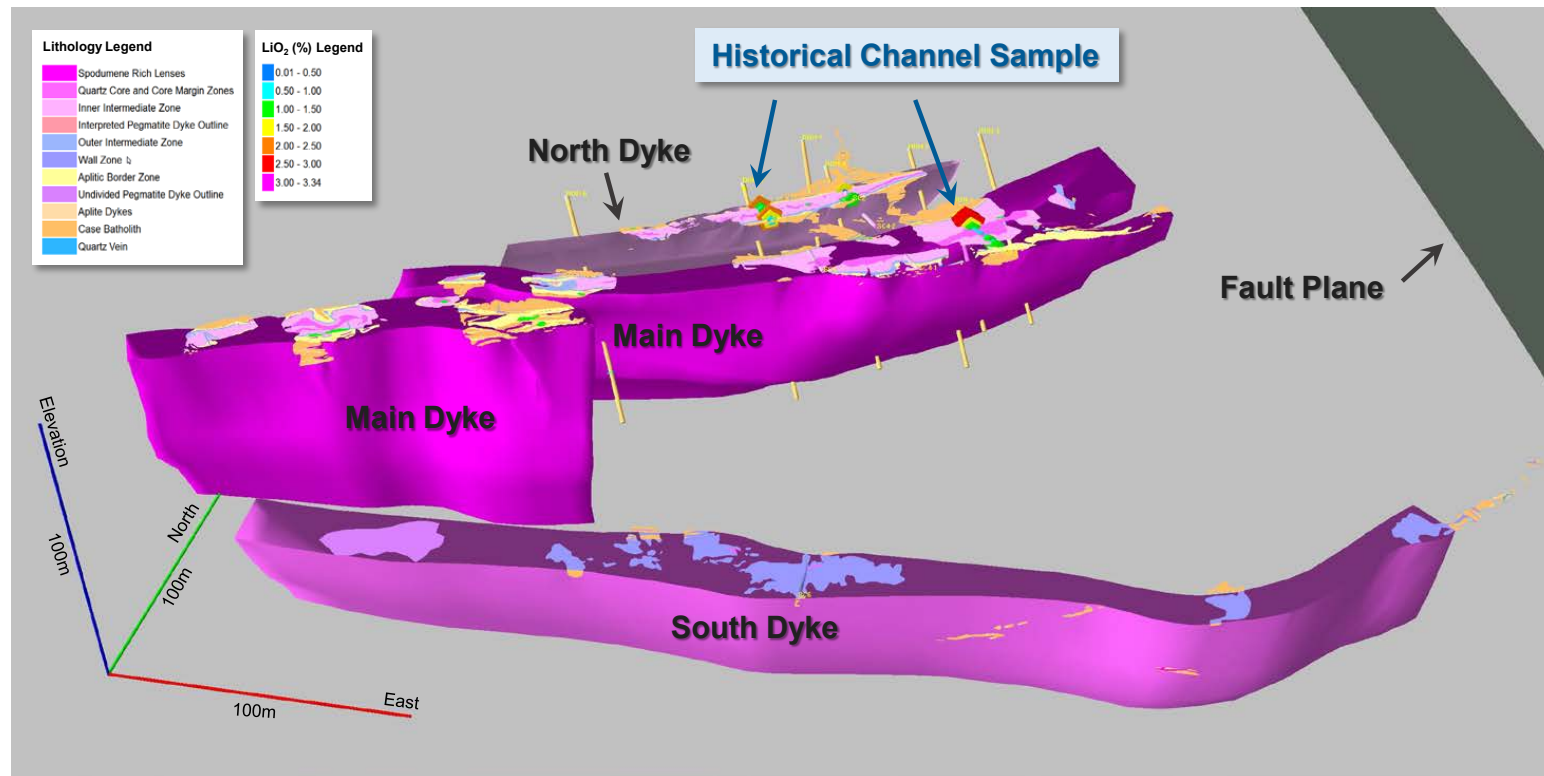 Lithology Legend
Spodumene Rich Lenses
Quartz Core and Core Margin Zones
Inner Intermediate Zone
Interpreted Pegmatite Dyke Outline
Outer Intermediate Zone
Wall Zone
Aplitic Border Zone
Undivided Pegmatite Dyke Outline
Aplite Dykes
Case Batholith
Quartz Vein
LiO₂ (%) Legend
0.01 - 0.50
0.50 - 1.00
1.00 - 1.50
1.50 - 2.00
2.00 - 2.50
2.50 - 3.00
3.00 - 3.34
Historical Channel Sample
North Dyke
Fault Plane
Main Dyke
Main Dyke
South Dyke
Elevation
100m
North
100m
East
100m